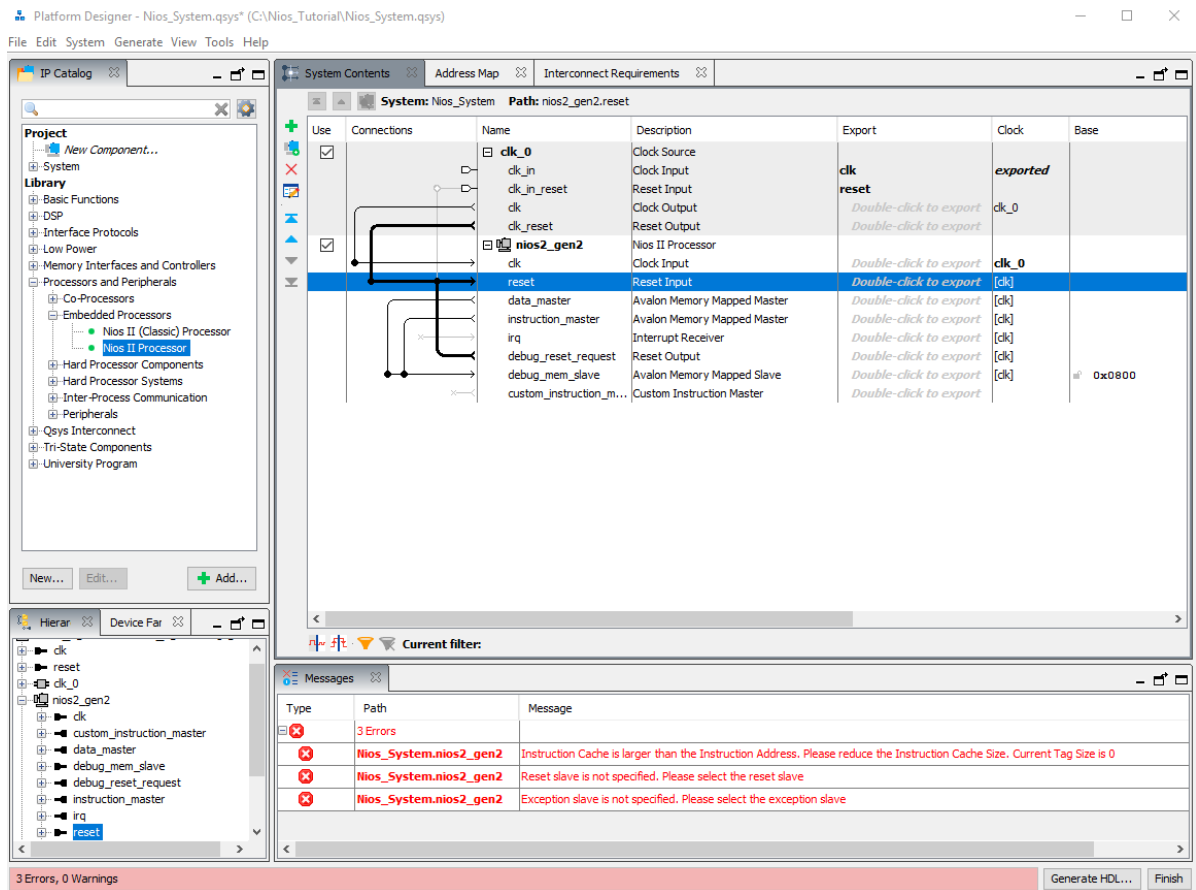 Platform Designer - Nios_System.qsys* (C:\Nios_Tutorial\Nios_System.qsys)
File Edit System Generate View Tools Help
IP Catalog
Project
New Component...
System
Library
Basic Functions
DSP
Interface Protocols
Low Power
Memory Interfaces and Controllers
Processors and Peripherals
Co-Processors
Embedded Processors
Nios II (Classic) Processor
Nios II Processor
Hard Processor Components
Hard Processor Systems
Inter-Process Communication
Peripherals
Qsys Interconnect
Tri-State Components
University Program
New... Edit... Add...
System Contents Address Map Interconnect Requirements
System: Nios_System Path: nios2_gen2.reset
Use Connections Name Description Export Clock Base
clk_0 Clock Source
clk_in Clock Input clk exported
clk_in_reset Reset Input reset
clk Clock Output Double-click to export clk_0
clk_reset Reset Output Double-click to export
nios2_gen2 Nios II Processor
clk Clock Input Double-click to export clk_0
reset Reset Input Double-click to export [clk]
data_master Avalon Memory Mapped Master Double-click to export [clk]
instruction_master Avalon Memory Mapped Master Double-click to export [clk]
irq Interrupt Receiver Double-click to export [clk]
debug_reset_request Reset Output Double-click to export [clk]
debug_mem_slave Avalon Memory Mapped Slave Double-click to export [clk] 0x0800
custom_instruction_m... Custom Instruction Master Double-click to export
Current filter:
Hierar Device Far
clk
reset
clk_0
nios2_gen2
clk
custom_instruction_master
data_master
debug_mem_slave
debug_reset_request
instruction_master
irq
reset
Messages
Type Path Message
3 Errors
Nios_System.nios2_gen2 Instruction Cache is larger than the Instruction Address. Please reduce the Instruction Cache Size. Current Tag Size is 0
Nios_System.nios2_gen2 Reset slave is not specified. Please select the reset slave
Nios_System.nios2_gen2 Exception slave is not specified. Please select the exception slave
3 Errors, 0 Warnings
Generate HDL... Finish